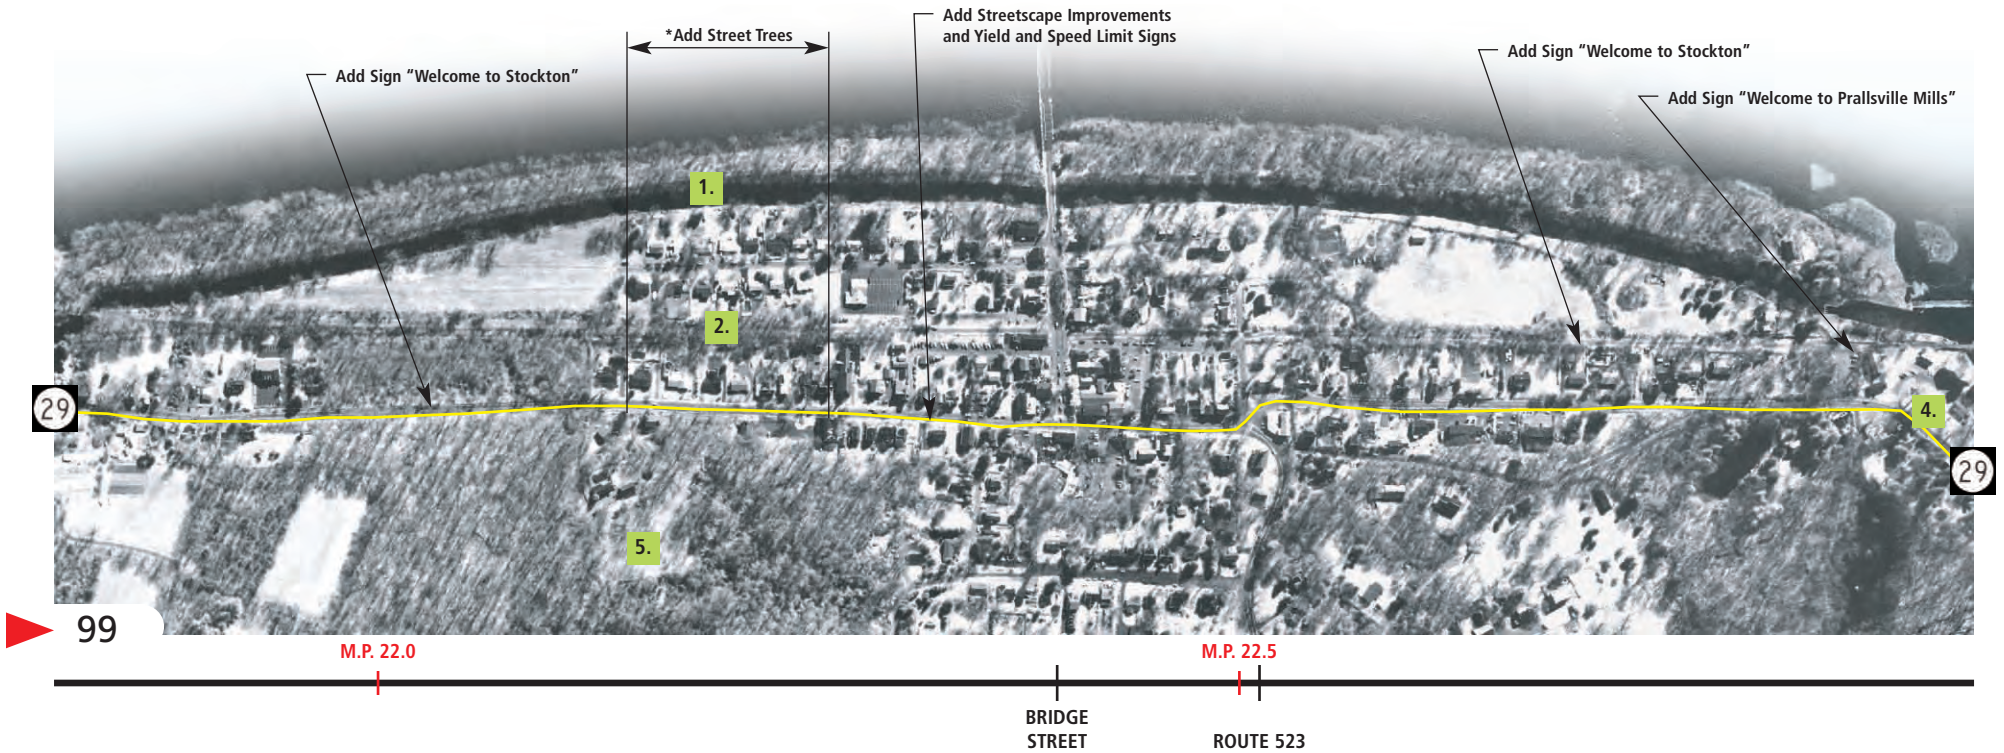 Add Streetscape Improvements
and Yield and Speed Limit Signs
*Add Street Trees
Add Sign “Welcome to Stockton”
Add Sign “Welcome to Stockton”
Add Sign “Welcome to Prallsville Mills”
1.
2.
29
4.
29
5.
99
M.P. 22.0
M.P. 22.5
BRIDGE
STREET
ROUTE 523